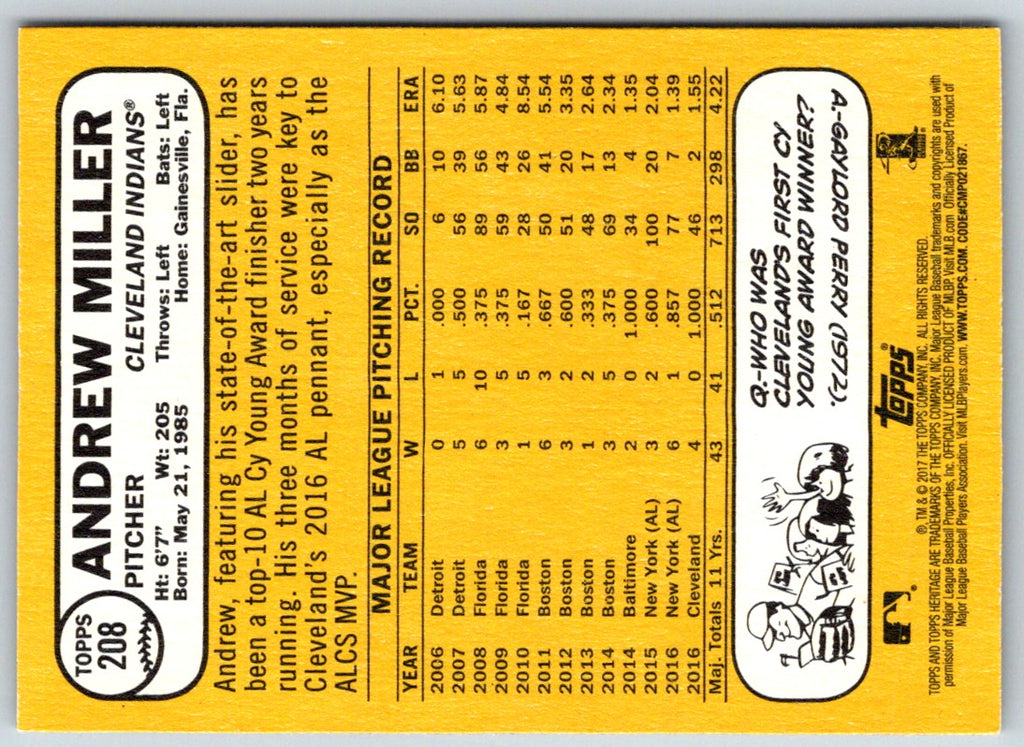 TOPPS
208
ANDREW MILLER
PITCHER CLEVELAND INDIANS®
Ht: 6'7" Wt: 205 Throws: Left Bats: Left
Born: May 21, 1985 Home: Gainesville, Fla.
Andrew, featuring his state-of-the-art slider, has
been a top-10 AL Cy Young Award finisher two years
running. His three months of service were key to
Cleveland's 2016 AL pennant, especially as the
ALCS MVP.
MAJOR LEAGUE PITCHING RECORD
YEAR TEAM W L PCT. SO BB ERA
2006 Detroit 0 1 .000 6 10 6.10
2007 Detroit 5 5 .500 56 39 5.63
2008 Florida 6 10 .375 89 56 5.87
2009 Florida 3 5 .375 59 43 4.84
2010 Florida 1 5 .167 28 26 8.54
2011 Boston 6 3 .667 50 41 5.54
2012 Boston 3 2 .600 51 20 3.35
2013 Boston 1 2 .333 48 17 2.64
2014 Boston 3 5 .375 69 13 2.34
2014 Baltimore 2 0 1.000 34 4 1.35
2015 New York (AL) 3 2 .600 100 20 2.04
2016 New York (AL) 6 1 .857 77 7 1.39
2016 Cleveland 4 0 1.000 46 2 1.55
Maj. Totals 11 Yrs. 43 41 .512 713 298 4.22
Q.-WHO WAS
CLEVELAND'S FIRST CY
YOUNG AWARD WINNER?
A.-GAYLORD PERRY (1972).
topps®
®, TM & © 2017 THE TOPPS COMPANY, INC. ALL RIGHTS RESERVED.
TOPPS AND TOPPS HERITAGE ARE TRADEMARKS OF THE TOPPS COMPANY, INC. Major League Baseball trademarks and copyrights are used with
permission of Major League Baseball Properties, Inc. OFFICIALLY LICENSED PRODUCT OF MLBP. Visit MLB.com Officially Licensed Product of
Major League Baseball Players Association. Visit MLBPlayers.com. WWW.TOPPS.COM. CODE#CMP021867.